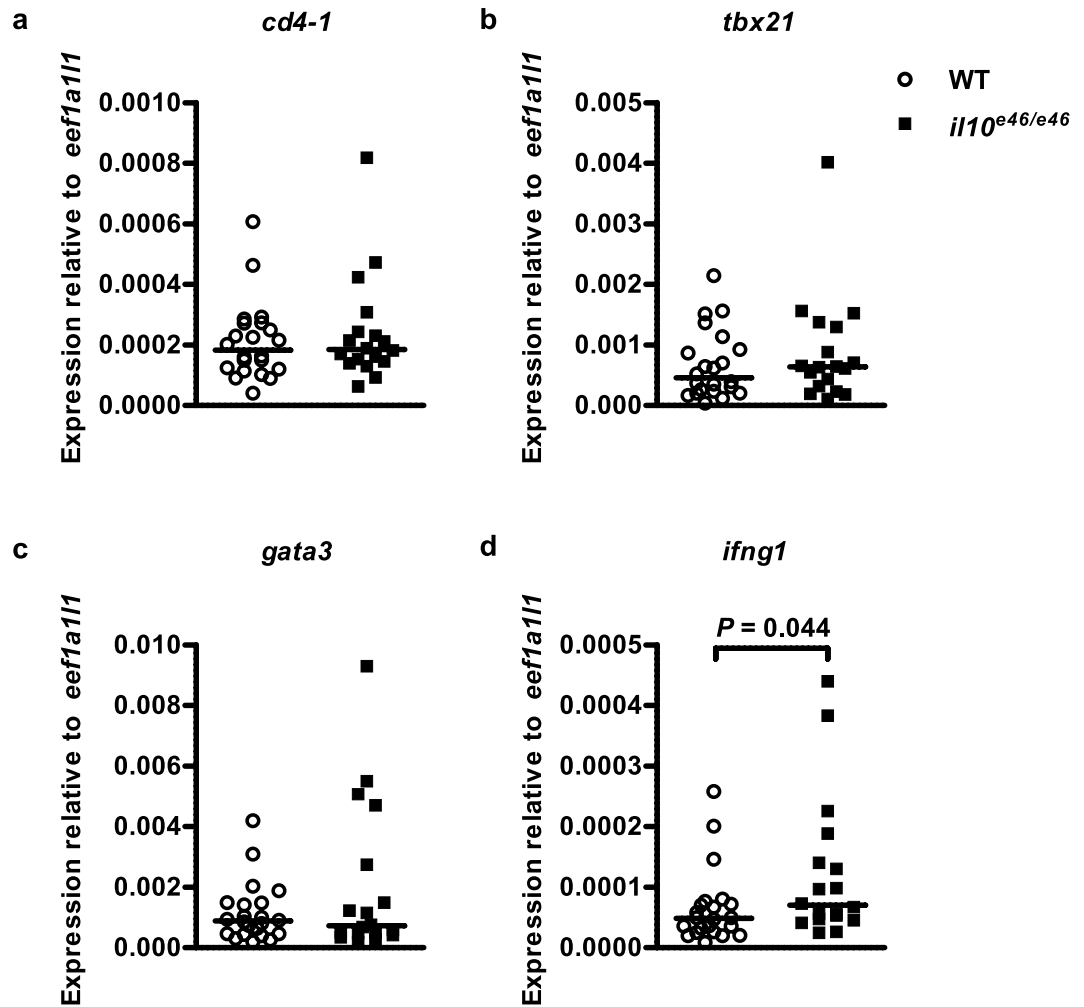 a
cd4-1
Expression relative to eef1a1l1
0.0010
0.0008
0.0006
0.0004
0.0002
0.0000
b
tbx21
Expression relative to eef1a1l1
0.005
0.004
0.003
0.002
0.001
0.000
WT
il10e46/e46
c
gata3
Expression relative to eef1a1l1
0.010
0.008
0.006
0.004
0.002
0.000
d
ifng1
Expression relative to eef1a1l1
P = 0.044
0.0005
0.0004
0.0003
0.0002
0.0001
0.0000